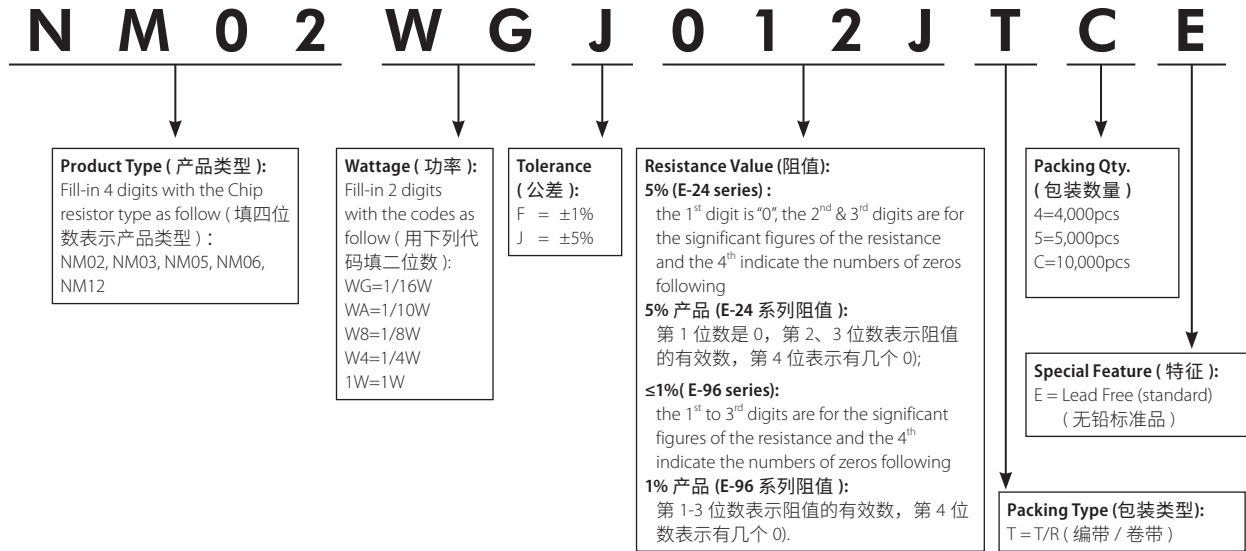 N M 0 2 W G J 0 1 2 J T C E
Product Type ( 产品类型 ):
Fill-in 4 digits with the Chip
resistor type as follow ( 填四位
数表示产品类型 ) :
NM02, NM03, NM05, NM06,
NM12
Wattage ( 功率 ):
Fill-in 2 digits
with the codes as
follow ( 用下列代
码填二位数 ):
WG=1/16W
WA=1/10W
W8=1/8W
W4=1/4W
1W=1W
Tolerance
( 公差 ):
F = ±1%
J = ±5%
Resistance Value (阻值):
5% (E-24 series) :
the 1st digit is “0”, the 2nd & 3rd digits are for
the significant figures of the resistance
and the 4th indicate the numbers of zeros
following
5% 产品 (E-24 系列阻值 ):
第 1 位数是 0，第 2、3 位数表示阻值
的有效数，第 4 位表示有几个 0);
≤1%( E-96 series):
the 1st to 3rd digits are for the significant
figures of the resistance and the 4th
indicate the numbers of zeros following
1% 产品 (E-96 系列阻值 ):
第 1-3 位数表示阻值的有效数，第 4 位
数表示有几个 0).
Packing Qty.
( 包装数量 )
4=4,000pcs
5=5,000pcs
C=10,000pcs
Special Feature ( 特征 ):
E = Lead Free (standard)
( 无铅标准品 )
Packing Type (包装类型):
T = T/R ( 编带 / 卷带 )